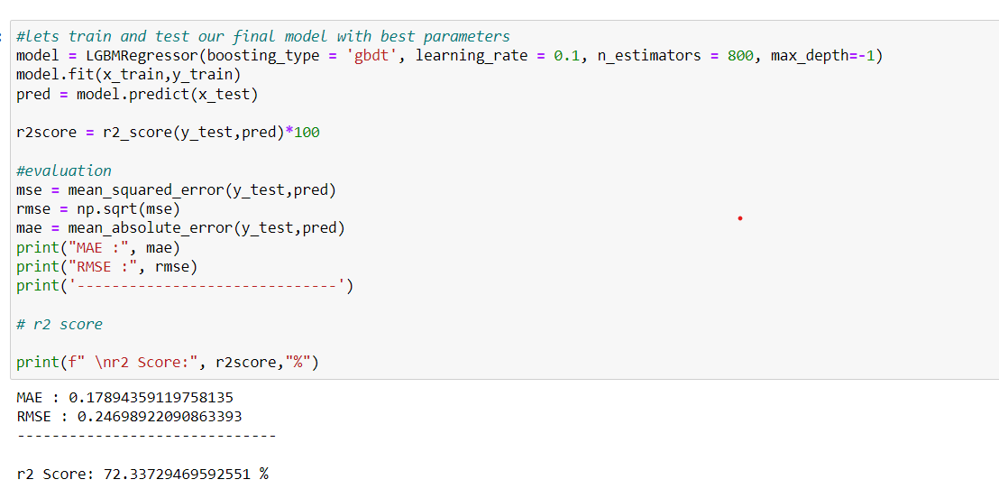 #lets train and test our final model with best parameters
model = LGBMRegressor(boosting_type = 'gbdt', learning_rate = 0.1, n_estimators = 800, max_depth=-1)
model.fit(x_train,y_train)
pred = model.predict(x_test)
r2score = r2_score(y_test,pred)*100
#evaluation
mse = mean_squared_error(y_test,pred)
rmse = np.sqrt(mse)
mae = mean_absolute_error(y_test,pred)
print("MAE :", mae)
print("RMSE :", rmse)
print('------------------------------')
# r2 score
print(f" \nr2 Score:", r2score,"%")
MAE : 0.17894359119758135
RMSE : 0.24698922090863393
------------------------------
r2 Score: 72.33729469592551 %